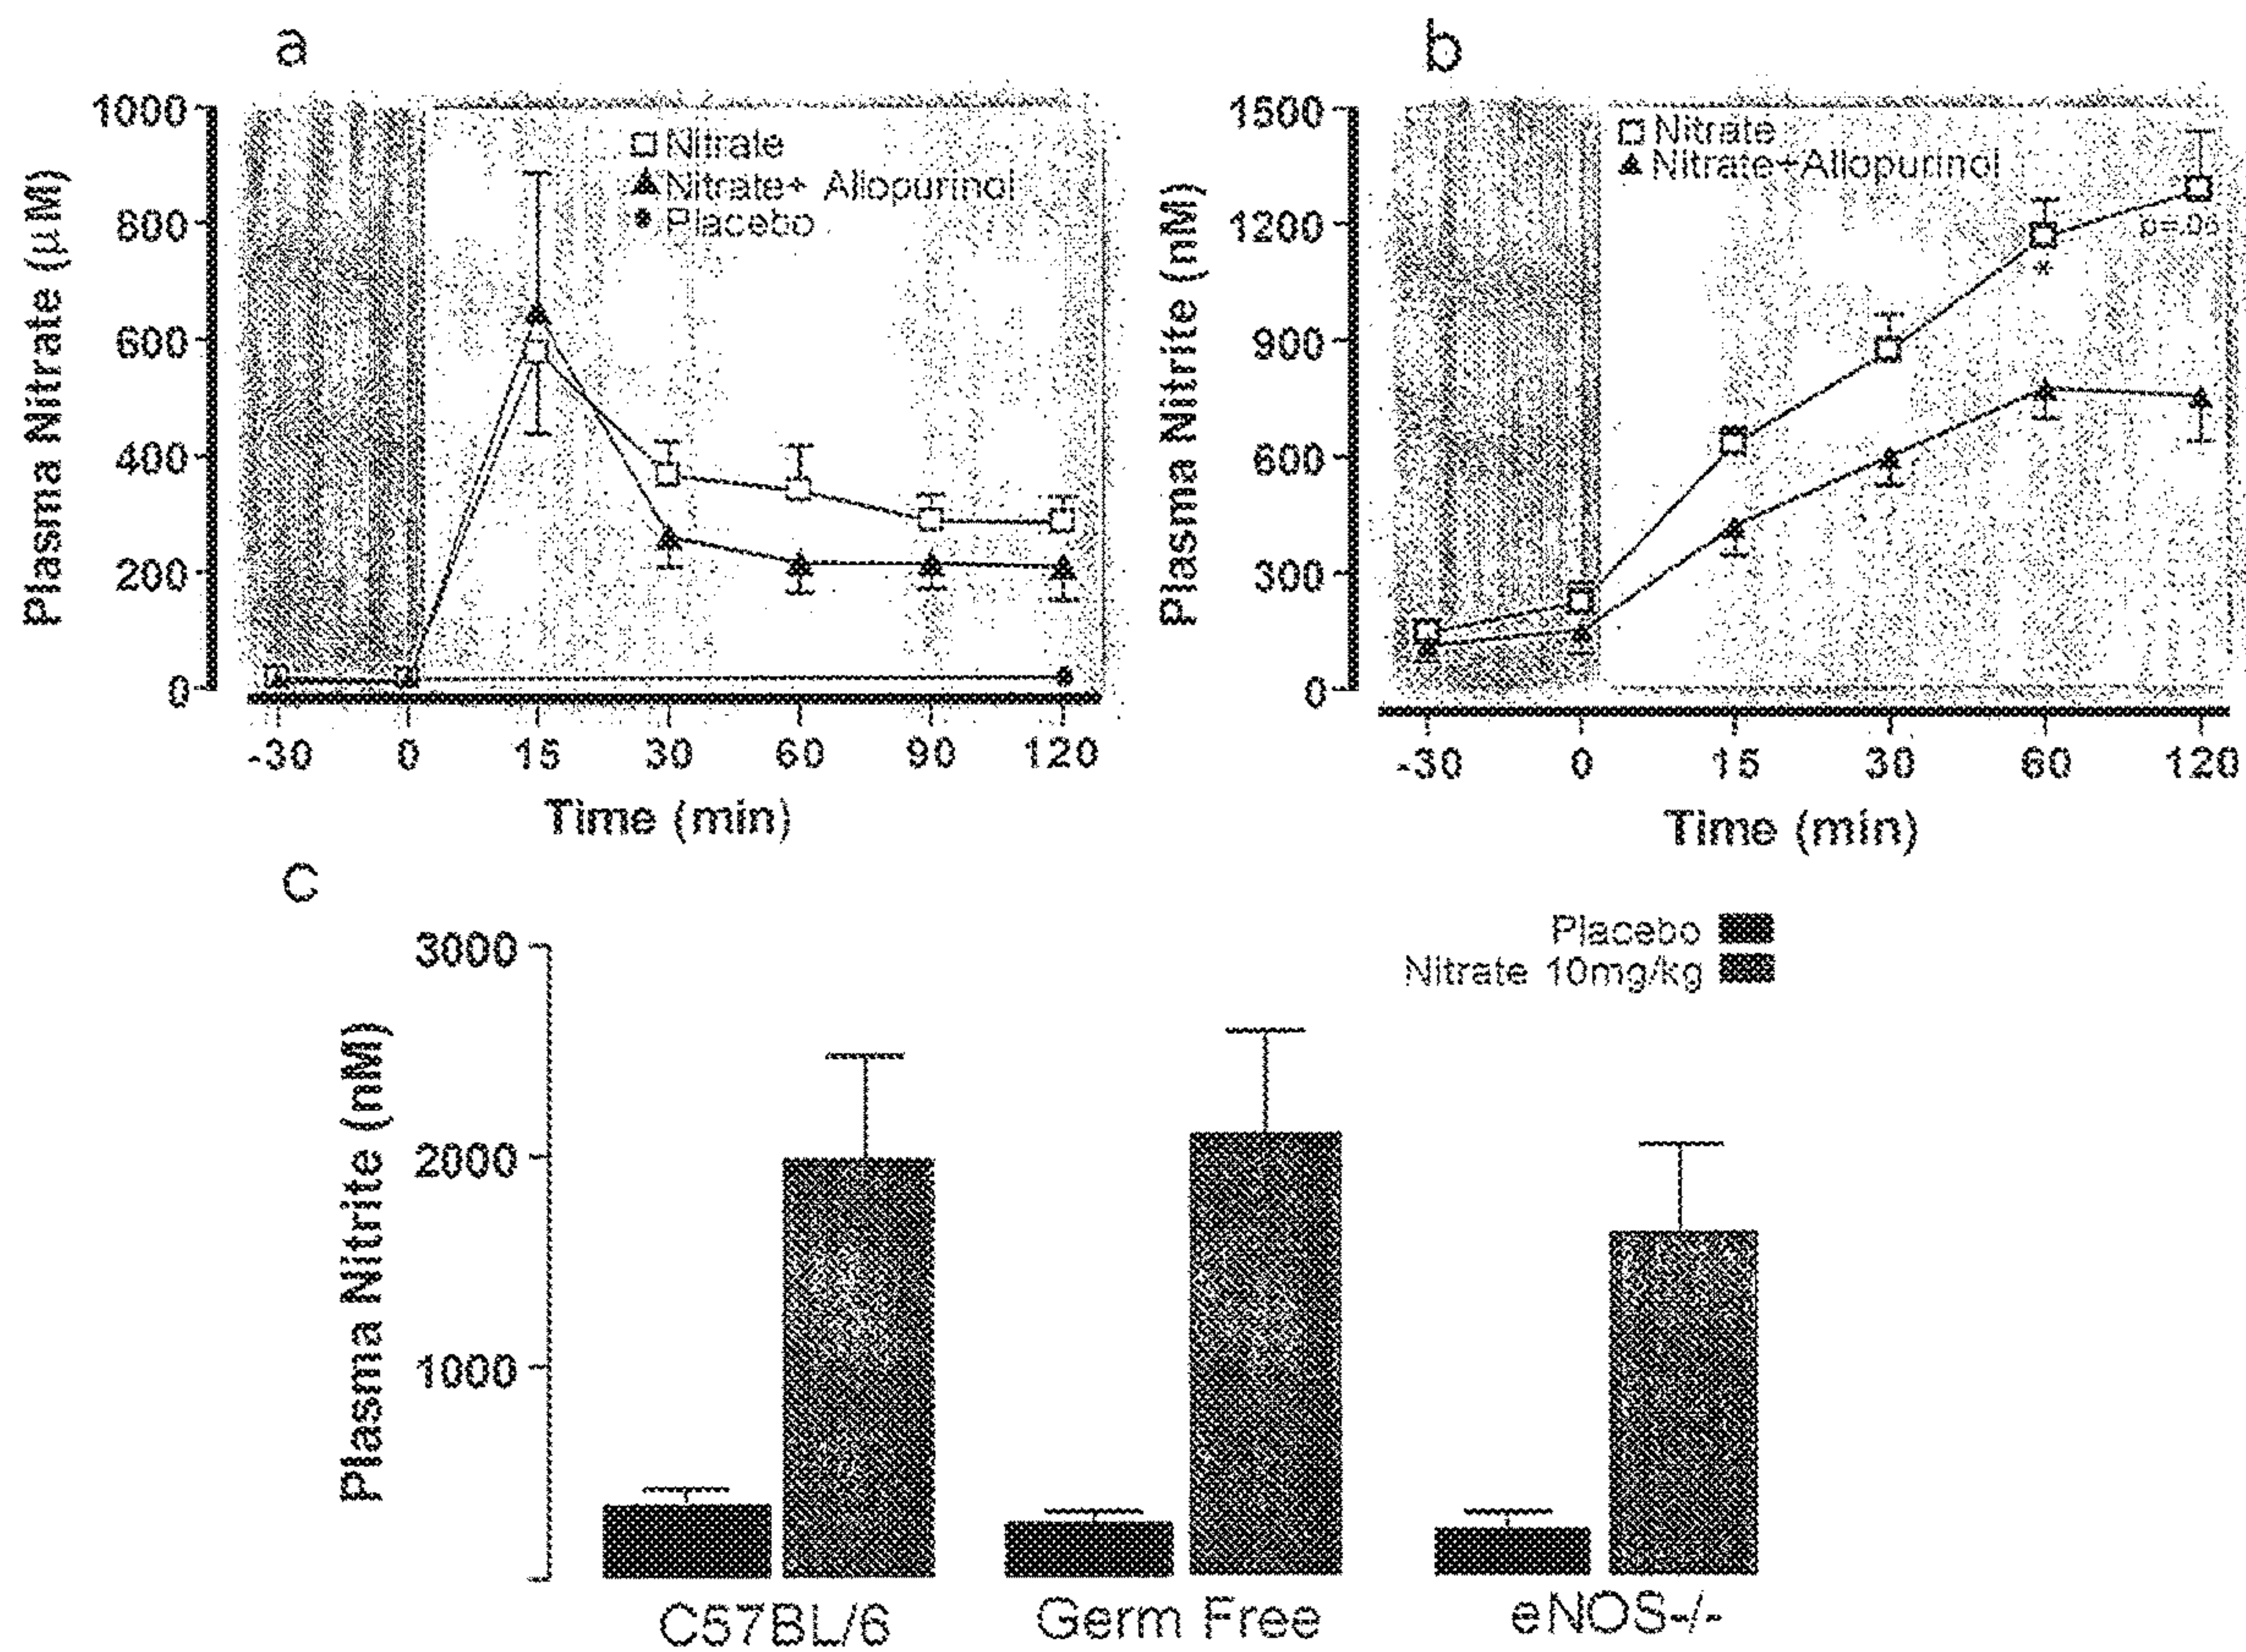 a
1000
800
600
400
200
0
Plasma Nitrate (µM)
Nitrate
Nitrate+ Allopurinol
Placebo
-30 0 15 30 60 90 120
Time (min)
b
1500
1200
900
600
300
0
Plasma Nitrite (nM)
Nitrate
Nitrate+Allopurinol
p=.06
*
-30 0 15 30 60 120
Time (min)
c
3000
2000
1000
Plasma Nitrite (nM)
Placebo
Nitrate 10mg/kg
C57BL/6 Germ Free eNOS-/-